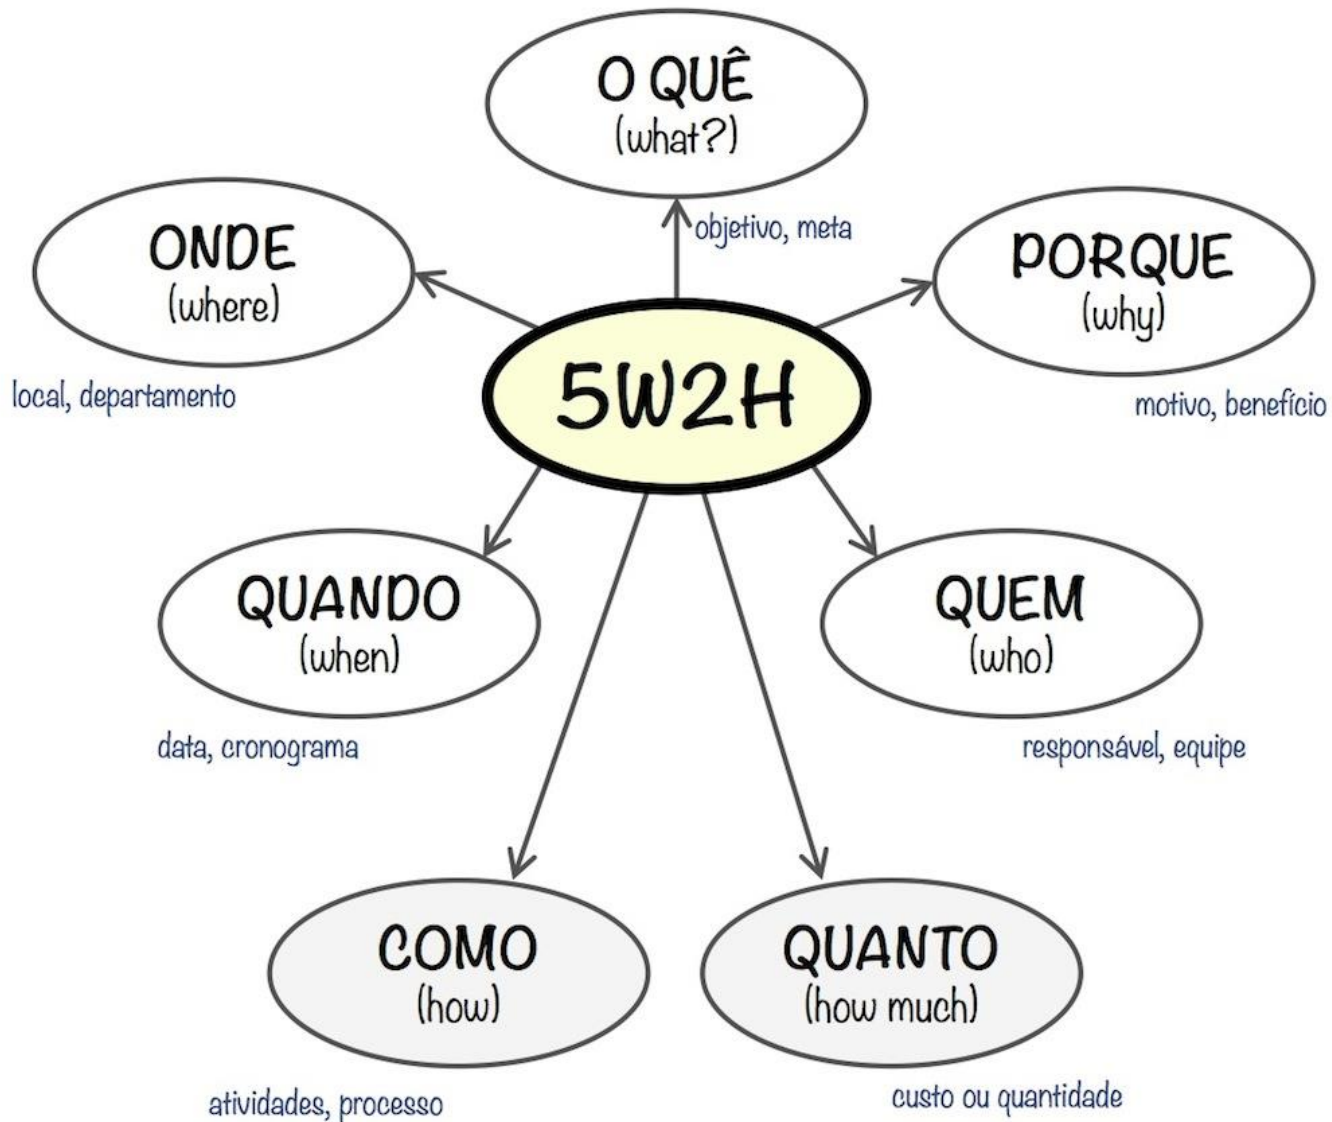 O QUÊ
(what?)
objetivo, meta
ONDE
(where)
local, departamento
PORQUE
(why)
motivo, benefício
5W2H
QUANDO
(when)
data, cronograma
QUEM
(who)
responsável, equipe
COMO
(how)
atividades, processo
QUANTO
(how much)
custo ou quantidade